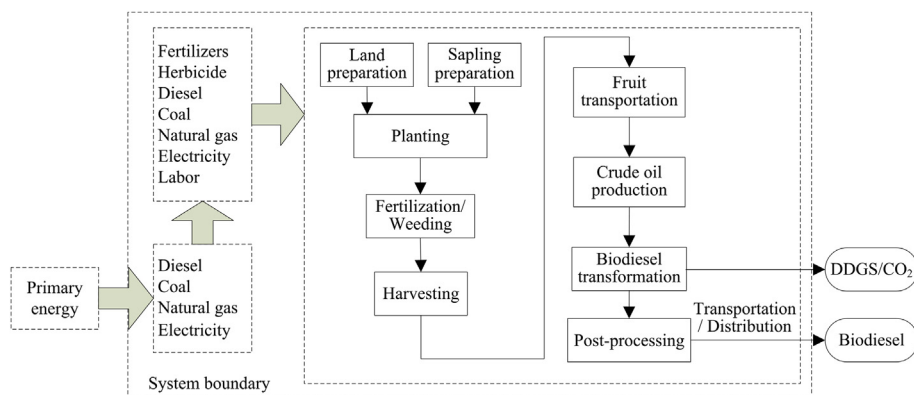 Fertilizers
Herbicide
Diesel
Coal
Natural gas
Electricity
Labor
Diesel
Coal
Natural gas
Electricity
Primary
energy
System boundary
Land
preparation
Sapling
preparation
Planting
Fertilization/
Weeding
Harvesting
Fruit
transportation
Crude oil
production
Biodiesel
transformation
Post-processing
Transportation
/ Distribution
DDGS/CO₂
Biodiesel